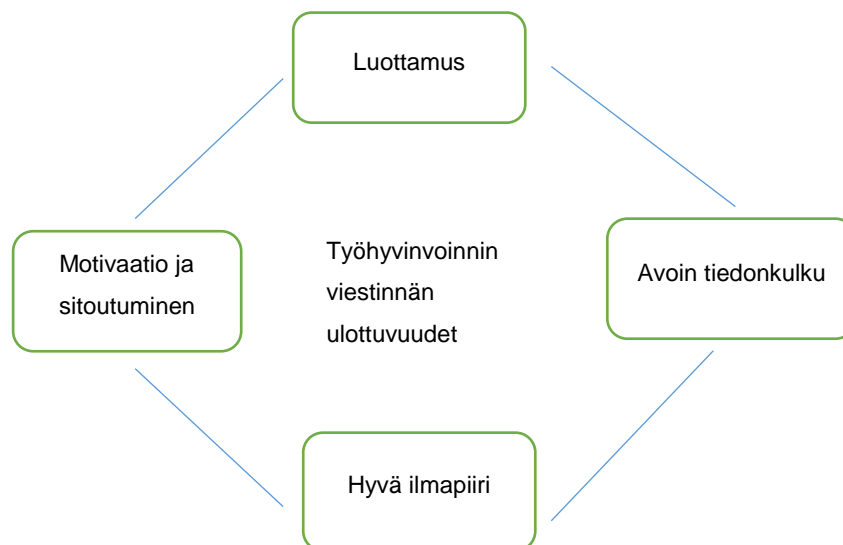 Luottamus
Motivaatio ja
sitoutuminen
Työhyvinvoinnin
viestinnän
ulottuvuudet
Avoin tiedonkulku
Hyvä ilmapiiri